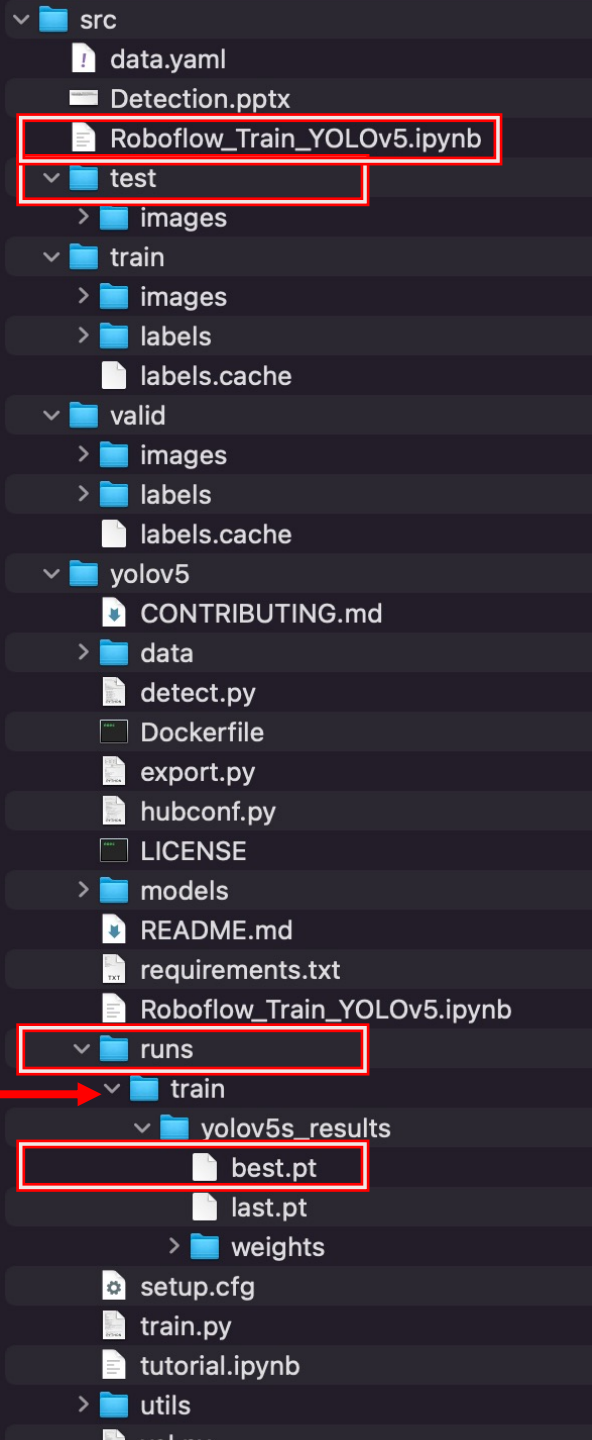 src
data.yaml
Detection.pptx
Roboflow_Train_YOLOv5.ipynb
test
images
train
images
labels
labels.cache
valid
images
labels
labels.cache
yolov5
CONTRIBUTING.md
data
detect.py
Dockerfile
export.py
hubconf.py
LICENSE
models
README.md
requirements.txt
Roboflow_Train_YOLOv5.ipynb
runs
train
yolov5s_results
best.pt
last.pt
weights
setup.cfg
train.py
tutorial.ipynb
utils